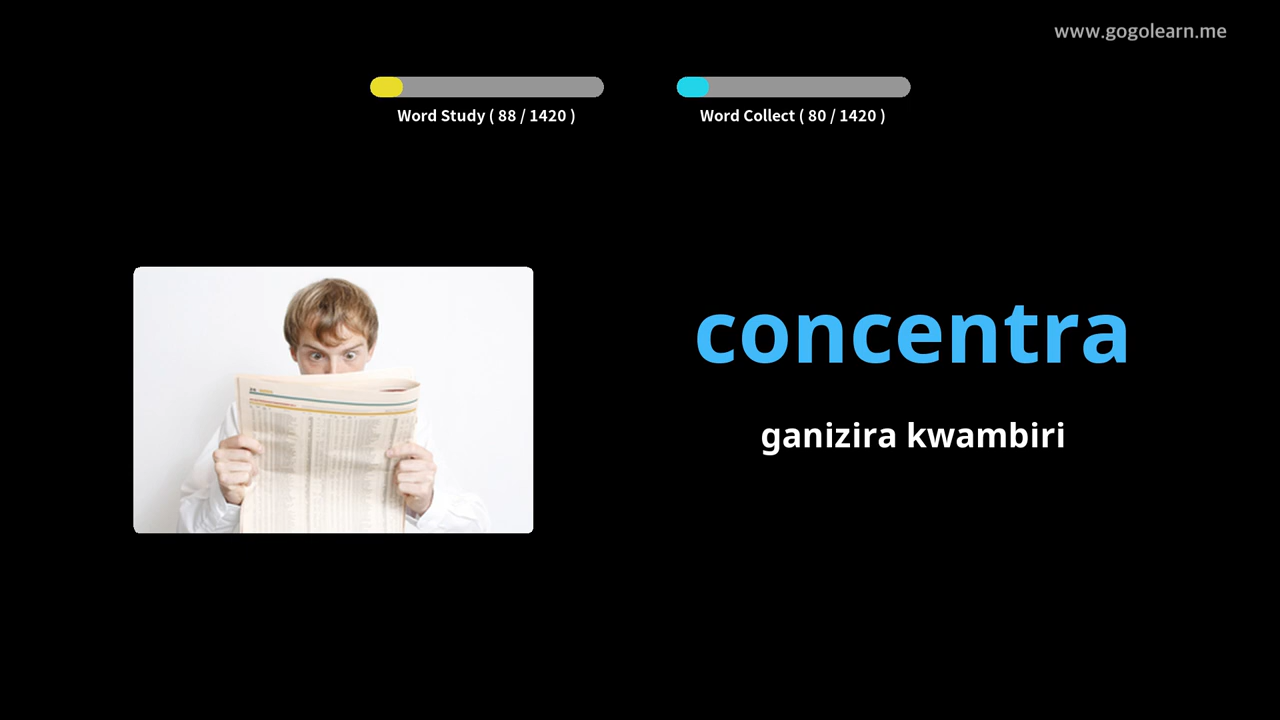 www.gogolearn.me
Word Study ( 88 / 1420 )
Word Collect ( 80 / 1420 )
concentra
ganizira kwambiri